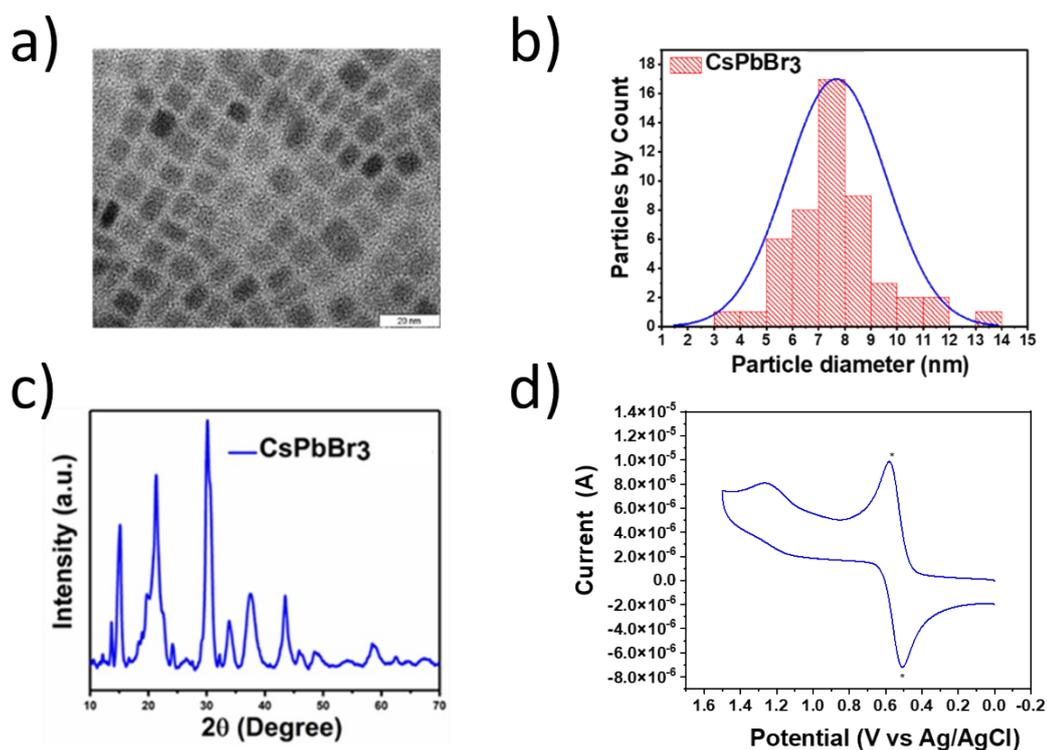 a)
20 nm
b)
CsPbBr3
Particles by Count
18
16
14
12
10
8
6
4
2
0
1 2 3 4 5 6 7 8 9 10 11 12 13 14 15
Particle diameter (nm)
c)
CsPbBr3
Intensity (a.u.)
10 20 30 40 50 60 70
2θ (Degree)
d)
Current (A)
1.4×10-5
1.2×10-5
1.0×10-5
8.0×10-6
6.0×10-6
4.0×10-6
2.0×10-6
0.0
-2.0×10-6
-4.0×10-6
-6.0×10-6
-8.0×10-6
*
*
1.6 1.4 1.2 1.0 0.8 0.6 0.4 0.2 0.0 -0.2
Potential (V vs Ag/AgCl)